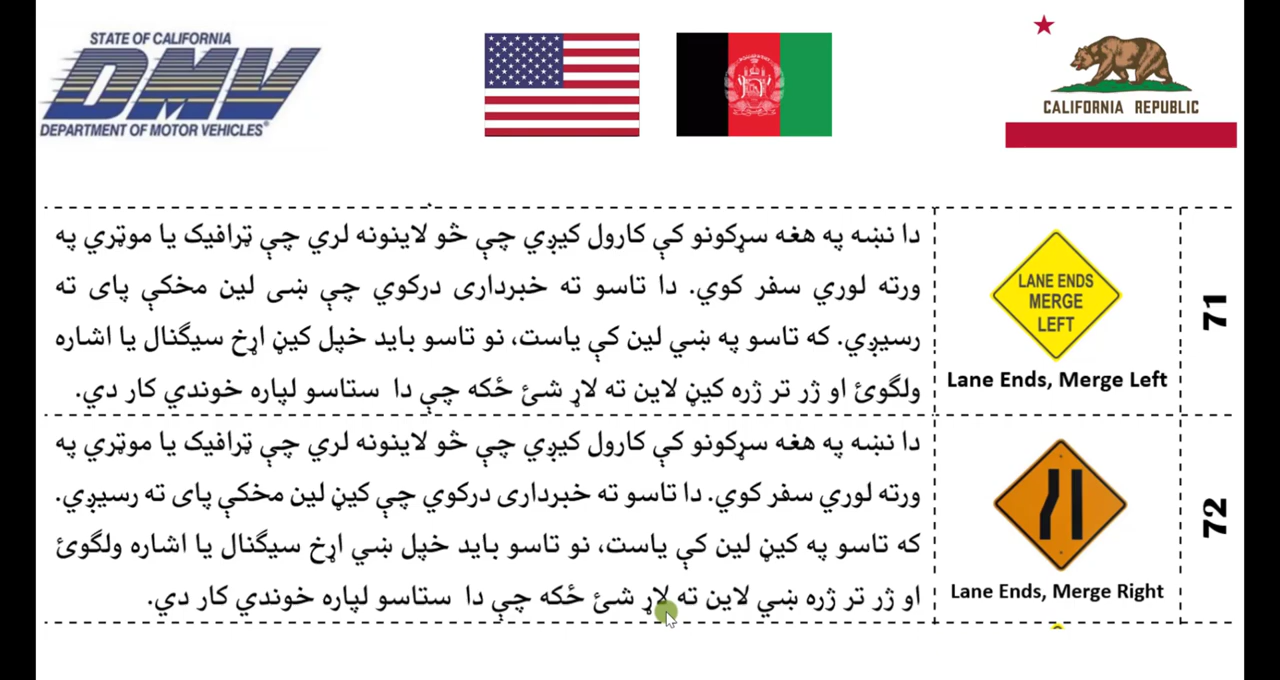 STATE OF CALIFORNIA
DMV
DEPARTMENT OF MOTOR VEHICLES®
CALIFORNIA REPUBLIC
دا نښه په هغه سړکونو کې کارول کیږي چې څو لاینونه لري چې ټرافیک یا موټري په
ورته لوري سفر کوي. دا تاسو ته خبرداری درکوي چې ښی لین مخکې پای ته
رسیږي. که تاسو په ښي لین کې یاست، نو تاسو باید خپل کیڼ اړخ سیګنال یا اشاره
ولگوئ او ژر تر ژره کیڼ لاین ته لاړ شئ ځکه چې دا ستاسو لپاره خوندي کار دي.
LANE ENDS
MERGE
LEFT
Lane Ends, Merge Left
71
دا نښه په هغه سړکونو کې کارول کیږي چې څو لاینونه لري چې ټرافیک یا موټري په
ورته لوري سفر کوي. دا تاسو ته خبرداری درکوي چې کیڼ لین مخکې پای ته رسیږي.
که تاسو په کیڼ لین کې یاست، نو تاسو باید خپل ښي اړخ سیګنال یا اشاره ولگوئ
او ژر تر ژره ښي لاین ته لاړ شئ ځکه چې دا ستاسو لپاره خوندي کار دي.
Lane Ends, Merge Right
72